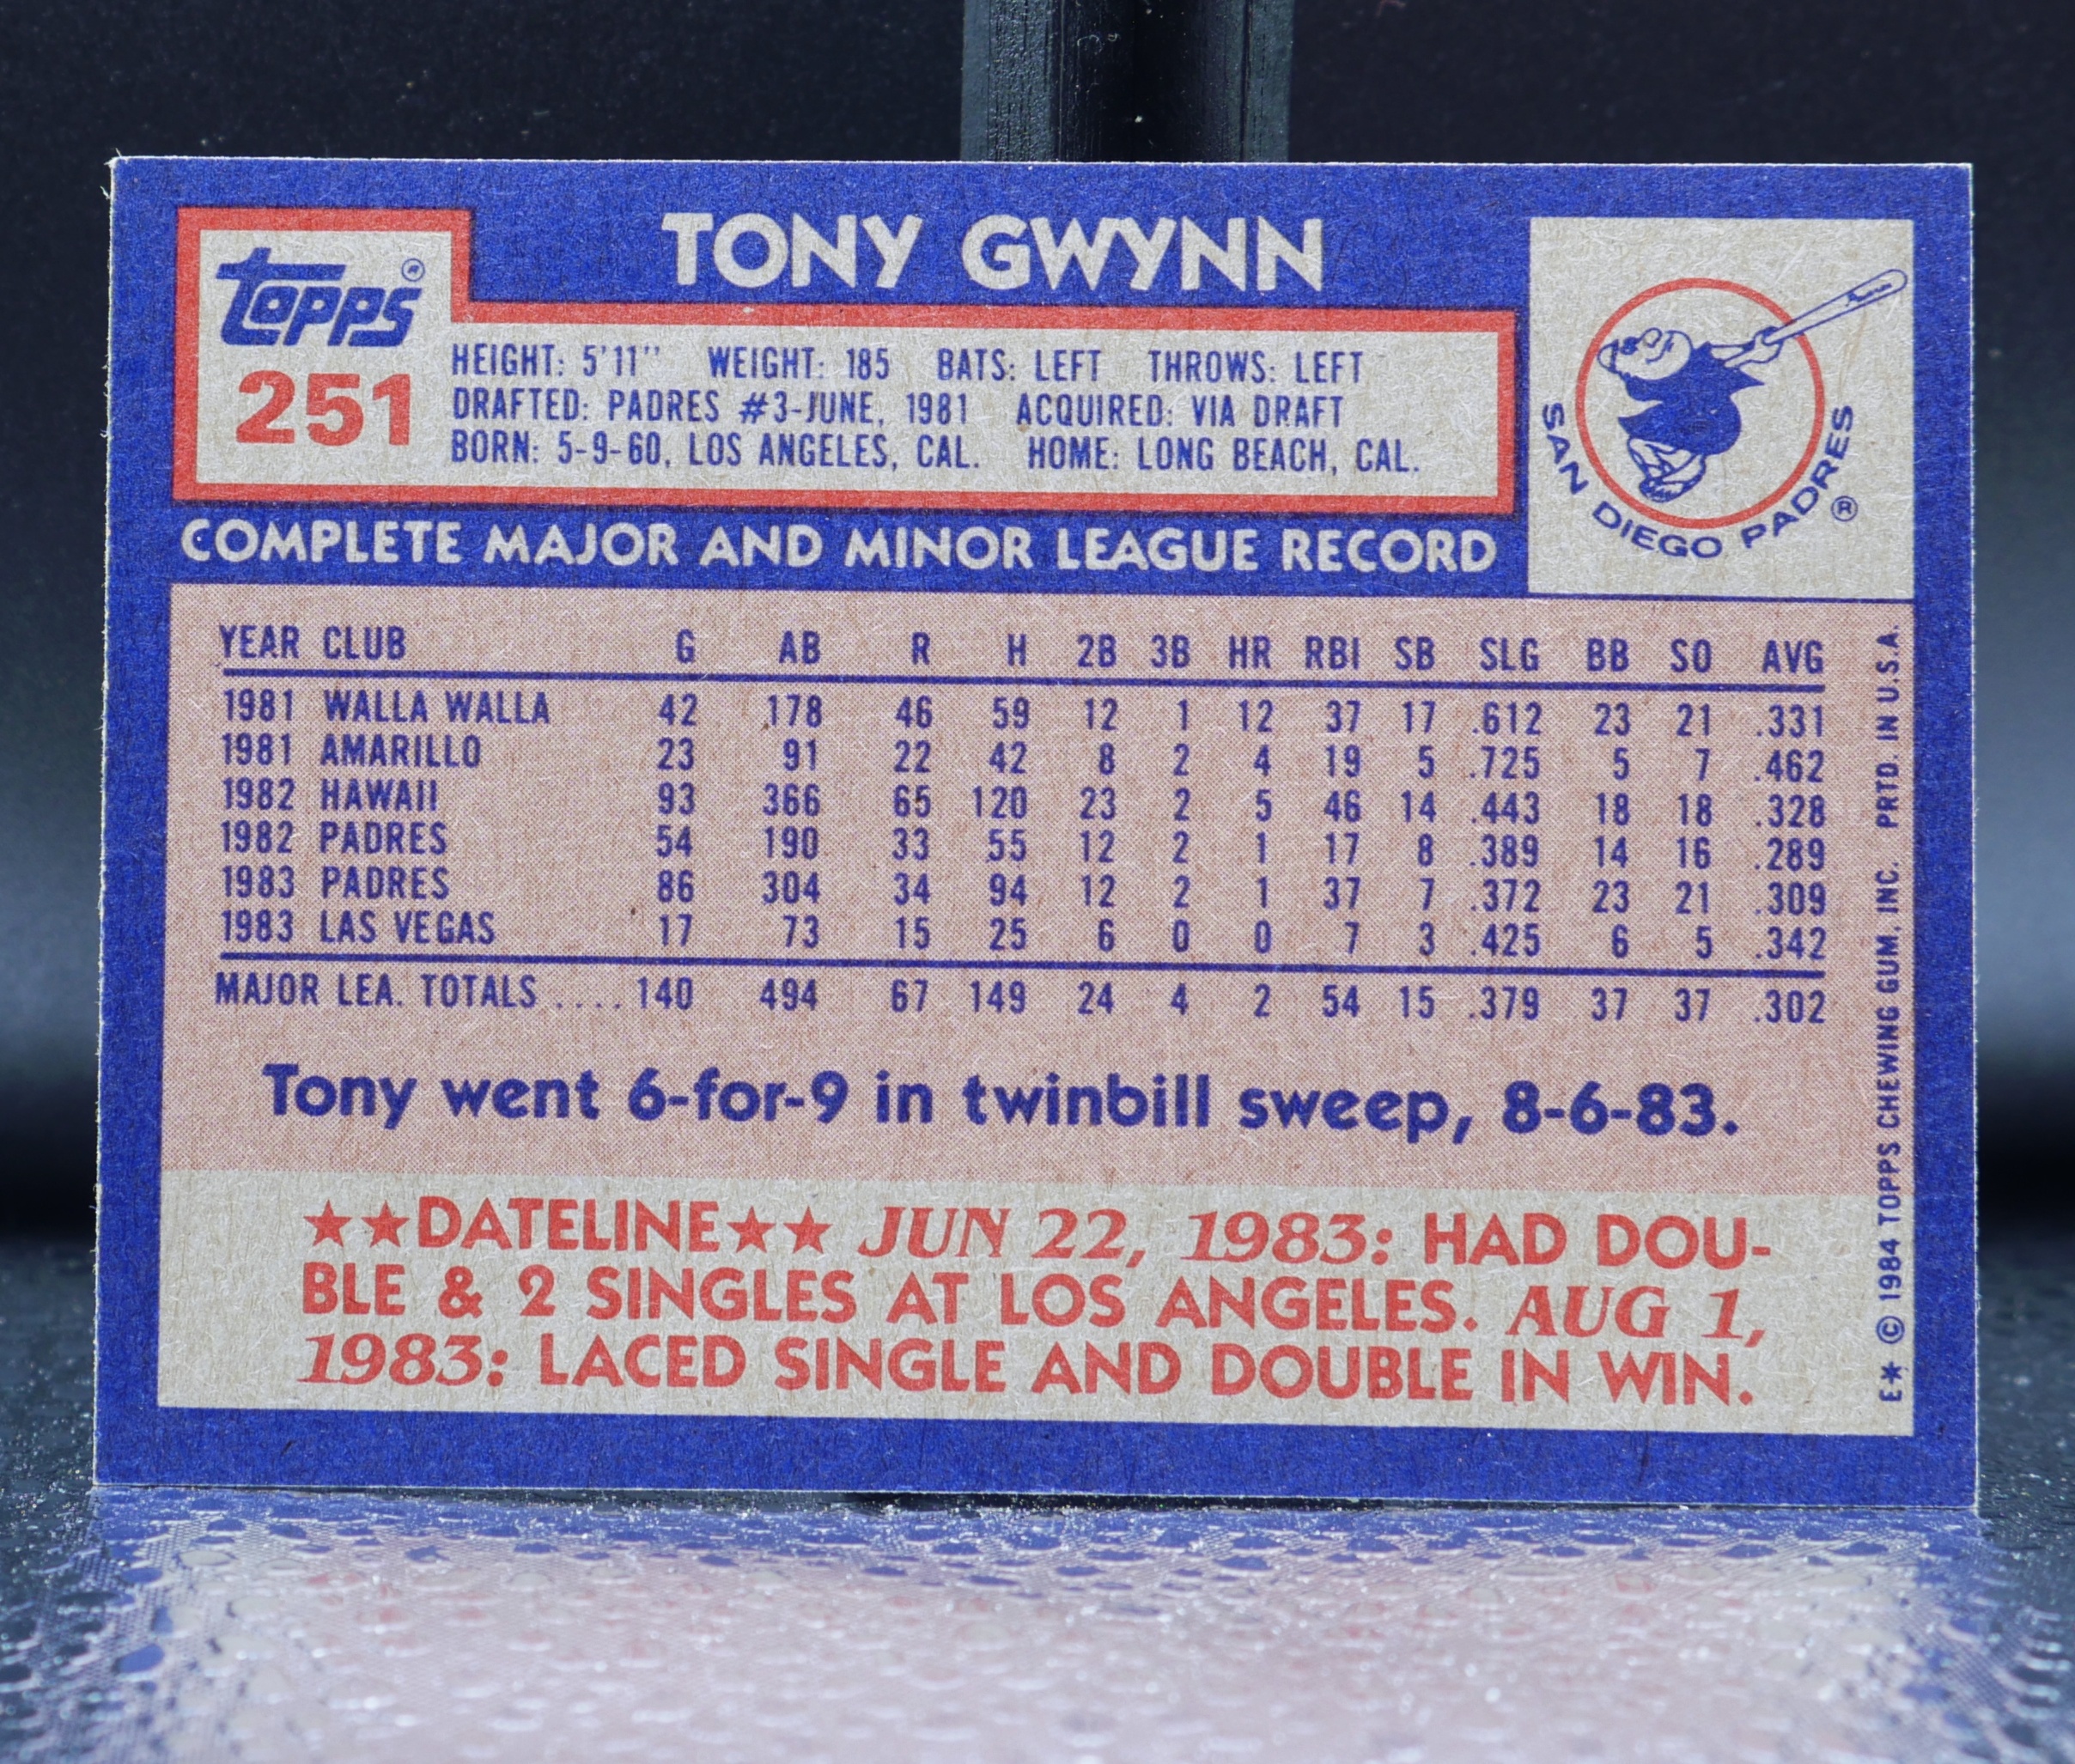 TONY GWYNN
Topps ®
251
HEIGHT: 5'11" WEIGHT: 185 BATS: LEFT THROWS: LEFT
DRAFTED: PADRES #3-JUNE, 1981 ACQUIRED: VIA DRAFT
BORN: 5-9-60, LOS ANGELES, CAL. HOME: LONG BEACH, CAL.
SAN DIEGO PADRES ®
COMPLETE MAJOR AND MINOR LEAGUE RECORD
YEAR CLUB G AB R H 2B 3B HR RBI SB SLG BB SO AVG
1981 WALLA WALLA 42 178 46 59 12 1 12 37 17 .612 23 21 .331
1981 AMARILLO 23 91 22 42 8 2 4 19 5 .725 5 7 .462
1982 HAWAII 93 366 65 120 23 2 5 46 14 .443 18 18 .328
1982 PADRES 54 190 33 55 12 2 1 17 8 .389 14 16 .289
1983 PADRES 86 304 34 94 12 2 1 37 7 .372 23 21 .309
1983 LAS VEGAS 17 73 15 25 6 0 0 7 3 .425 6 5 .342
MAJOR LEA. TOTALS .... 140 494 67 149 24 4 2 54 15 .379 37 37 .302
Tony went 6-for-9 in twinbill sweep, 8-6-83.
★★DATELINE★★ JUN 22, 1983: HAD DOU-
BLE & 2 SINGLES AT LOS ANGELES. AUG 1,
1983: LACED SINGLE AND DOUBLE IN WIN.
E* © 1984 TOPPS CHEWING GUM, INC. PRTD. IN U.S.A.